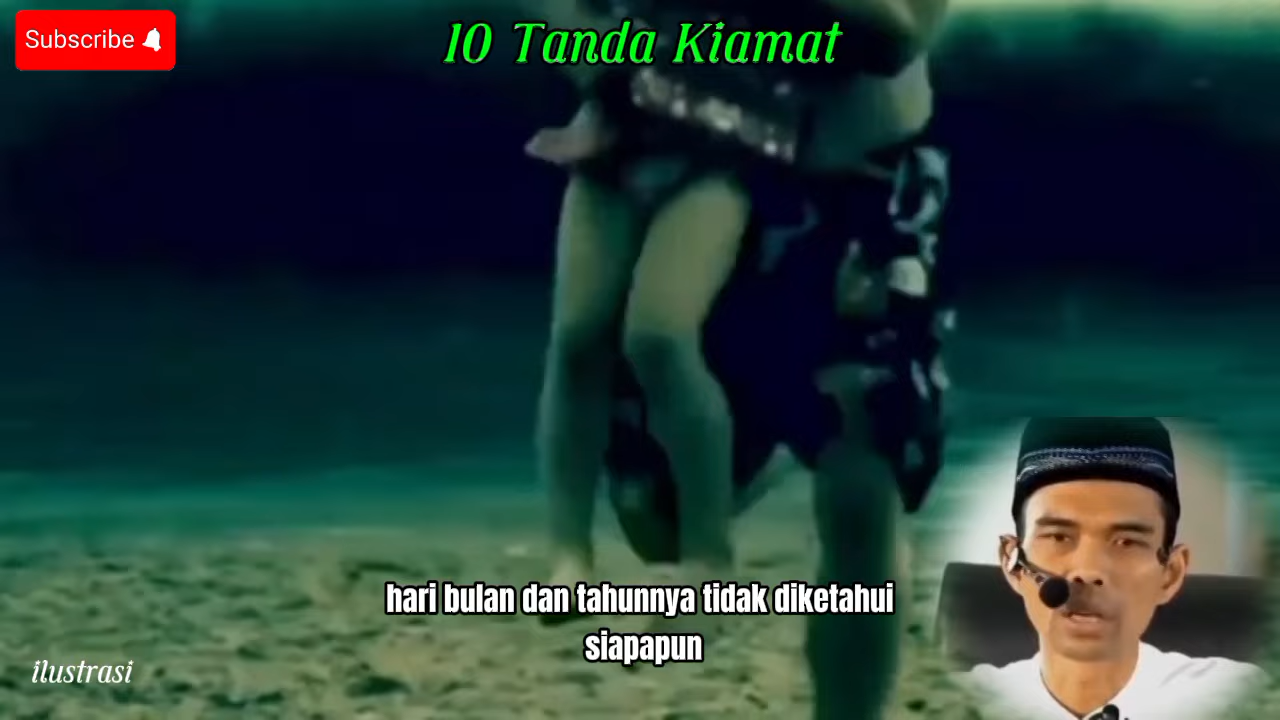 Subscribe
10 Tanda Kiamat
hari bulan dan tahunnya tidak diketahui
siapapun
ilustrasi